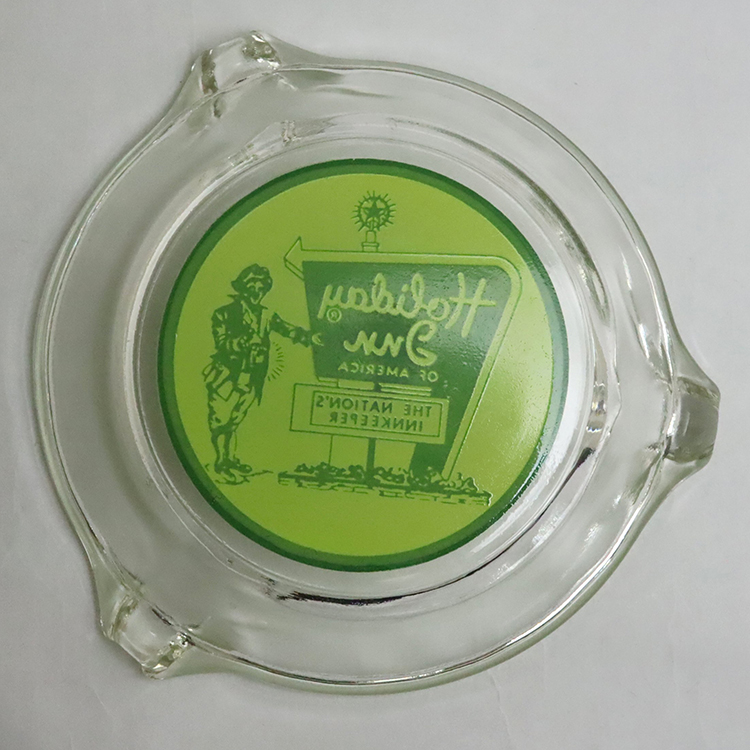 Holiday
Inn®
OF AMERICA
THE NATION'S
INNKEEPER